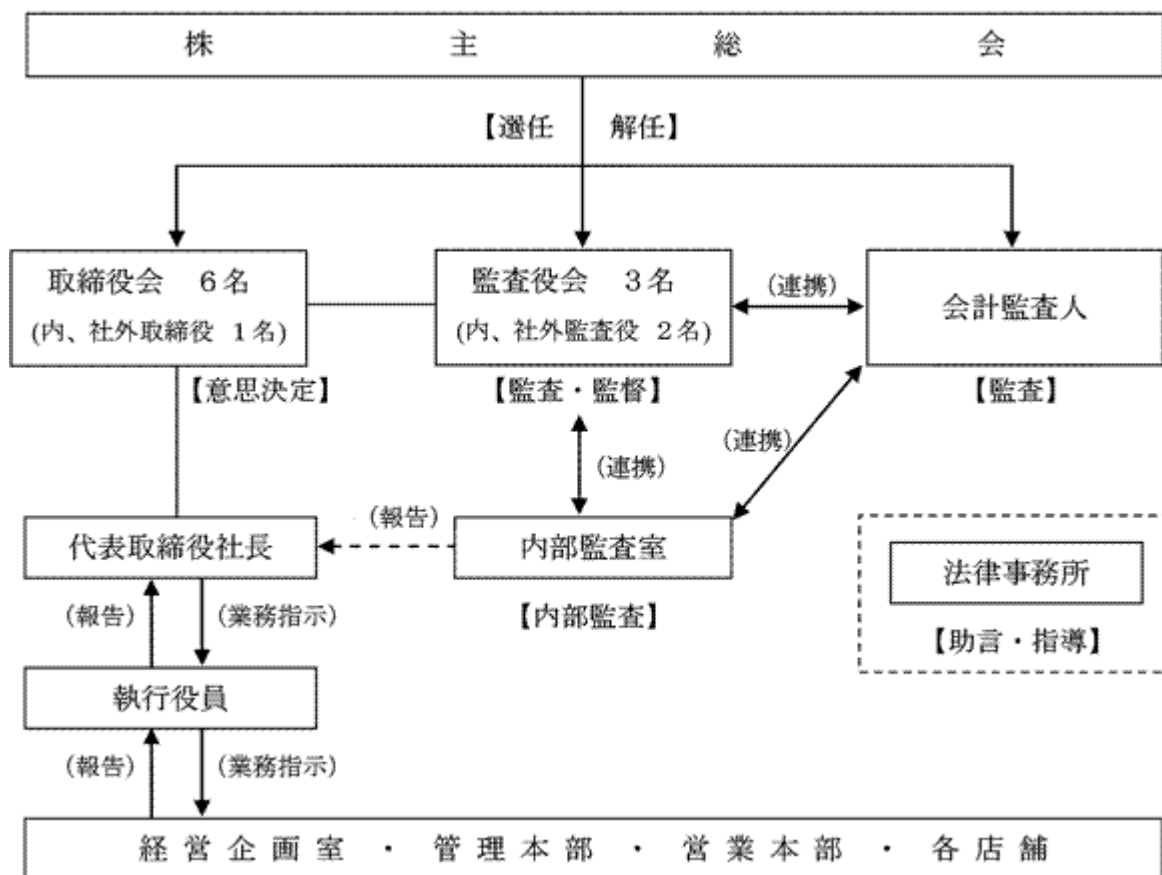 株主総会
【選任 解任】
取締役会 6名
(内、社外取締役 1名)
【意思決定】
監査役会 3名
(内、社外監査役 2名)
【監査・監督】
(連携)
会計監査人
【監査】
(連携)
(連携)
代表取締役社長
(報告)
内部監査室
【内部監査】
法律事務所
【助言・指導】
(報告)
(業務指示)
執行役員
(報告)
(業務指示)
経営企画室・管理本部・営業本部・各店舗